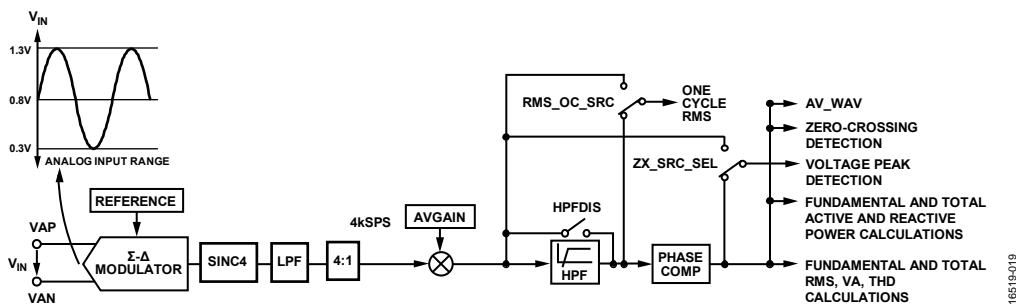 VIN
1.3V
0.8V
0.3V
ANALOG INPUT RANGE
REFERENCE
VAP
VIN
VAN
Σ-Δ
MODULATOR
SINC4
LPF
4:1
4kSPS
AVGAIN
HPFDIS
HPF
PHASE
COMP
RMS_OC_SRC
ONE
CYCLE
RMS
ZX_SRC_SEL
AV_WAV
ZERO-CROSSING
DETECTION
VOLTAGE PEAK
DETECTION
FUNDAMENTAL AND TOTAL
ACTIVE AND REACTIVE
POWER CALCULATIONS
FUNDAMENTAL AND TOTAL
RMS, VA, THD
CALCULATIONS
16519-019